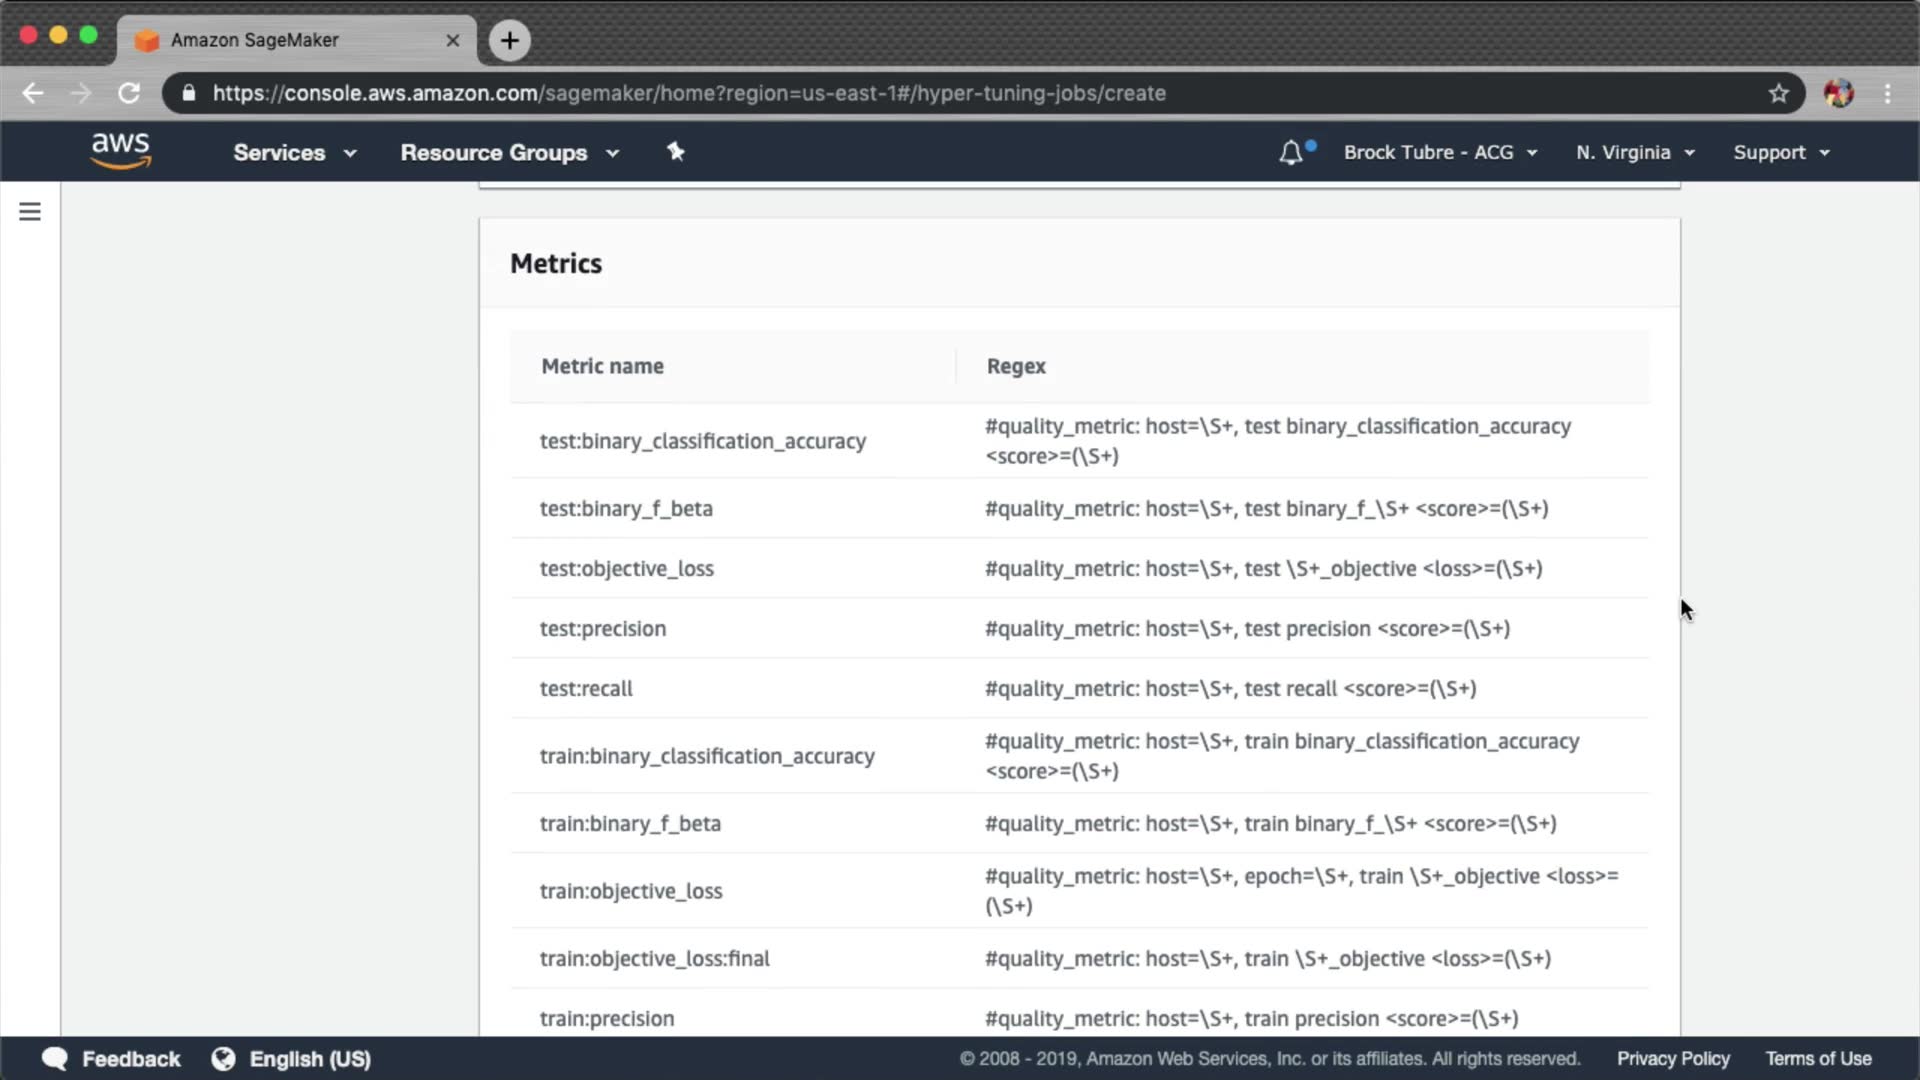 Amazon SageMaker
https://console.aws.amazon.com/sagemaker/home?region=us-east-1#/hyper-tuning-jobs/create
aws
Services
Resource Groups
Brock Tubre - ACG
N. Virginia
Support
Metrics
Metric name
Regex
test:binary_classification_accuracy
#quality_metric: host=\S+, test binary_classification_accuracy
<score>=(\S+)
test:binary_f_beta
#quality_metric: host=\S+, test binary_f_\S+ <score>=(\S+)
test:objective_loss
#quality_metric: host=\S+, test \S+_objective <loss>=(\S+)
test:precision
#quality_metric: host=\S+, test precision <score>=(\S+)
test:recall
#quality_metric: host=\S+, test recall <score>=(\S+)
train:binary_classification_accuracy
#quality_metric: host=\S+, train binary_classification_accuracy
<score>=(\S+)
train:binary_f_beta
#quality_metric: host=\S+, train binary_f_\S+ <score>=(\S+)
train:objective_loss
#quality_metric: host=\S+, epoch=\S+, train \S+_objective <loss>=
(\S+)
train:objective_loss:final
#quality_metric: host=\S+, train \S+_objective <loss>=(\S+)
train:precision
#quality_metric: host=\S+, train precision <score>=(\S+)
Feedback
English (US)
© 2008 - 2019, Amazon Web Services, Inc. or its affiliates. All rights reserved.
Privacy Policy
Terms of Use